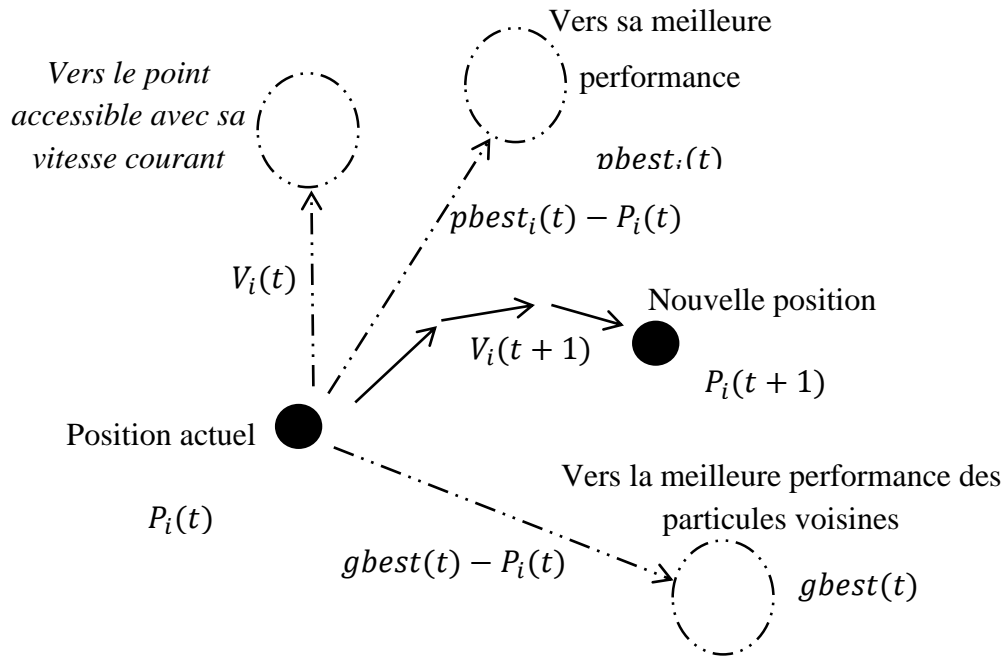 Vers sa meilleure
performance
Vers le point
accessible avec sa
vitesse courant
pbest_i(t)
pbest_i(t) − P_i(t)
V_i(t)
Nouvelle position
V_i(t + 1)
P_i(t + 1)
Position actuel
P_i(t)
Vers la meilleure performance des
particules voisines
gbest(t) − P_i(t)
gbest(t)